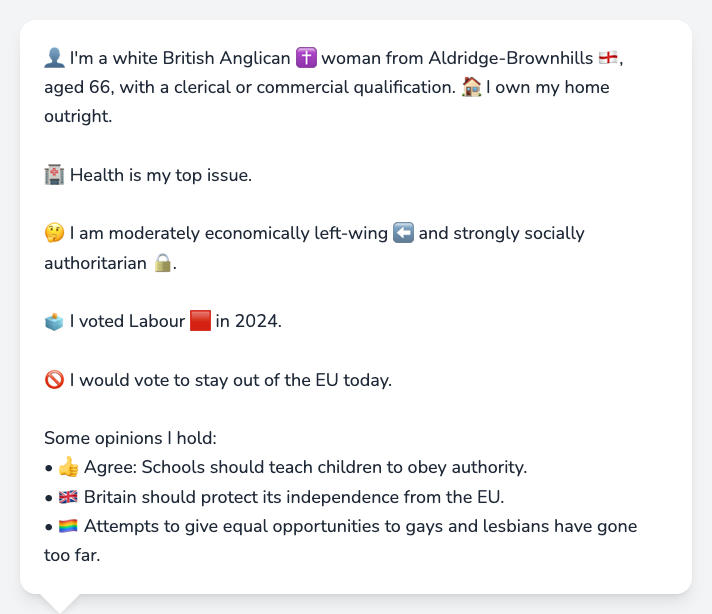 👤 I'm a white British Anglican ✝️ woman from Aldridge-Brownhills 🏴󠁧󠁢󠁥󠁮󠁧󠁿,
aged 66, with a clerical or commercial qualification. 🏠 I own my home
outright.
🏥 Health is my top issue.
🤔 I am moderately economically left-wing ⬅️ and strongly socially
authoritarian 🔒.
🗳️ I voted Labour 🟥 in 2024.
🚫 I would vote to stay out of the EU today.
Some opinions I hold:
• 👍 Agree: Schools should teach children to obey authority.
• 🇬🇧 Britain should protect its independence from the EU.
• 🏳️‍🌈 Attempts to give equal opportunities to gays and lesbians have gone
too far.